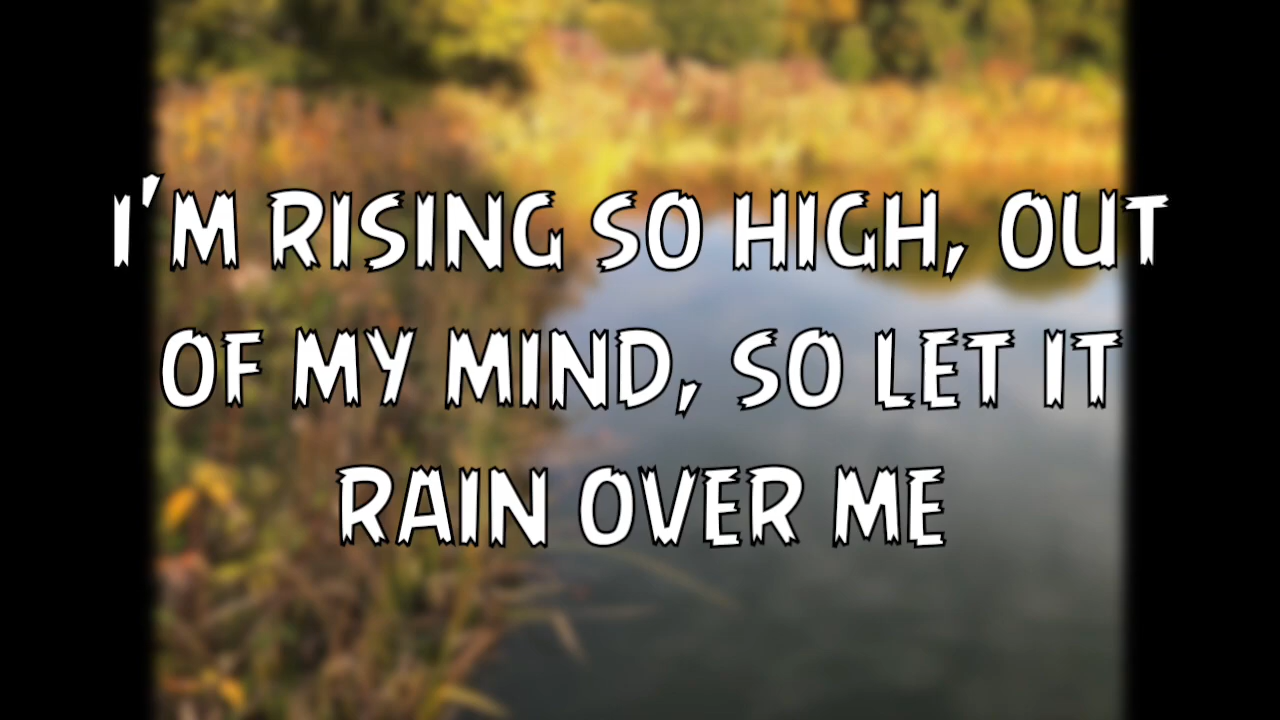 I'M RISING SO HIGH, OUT
OF MY MIND, SO LET IT
RAIN OVER ME